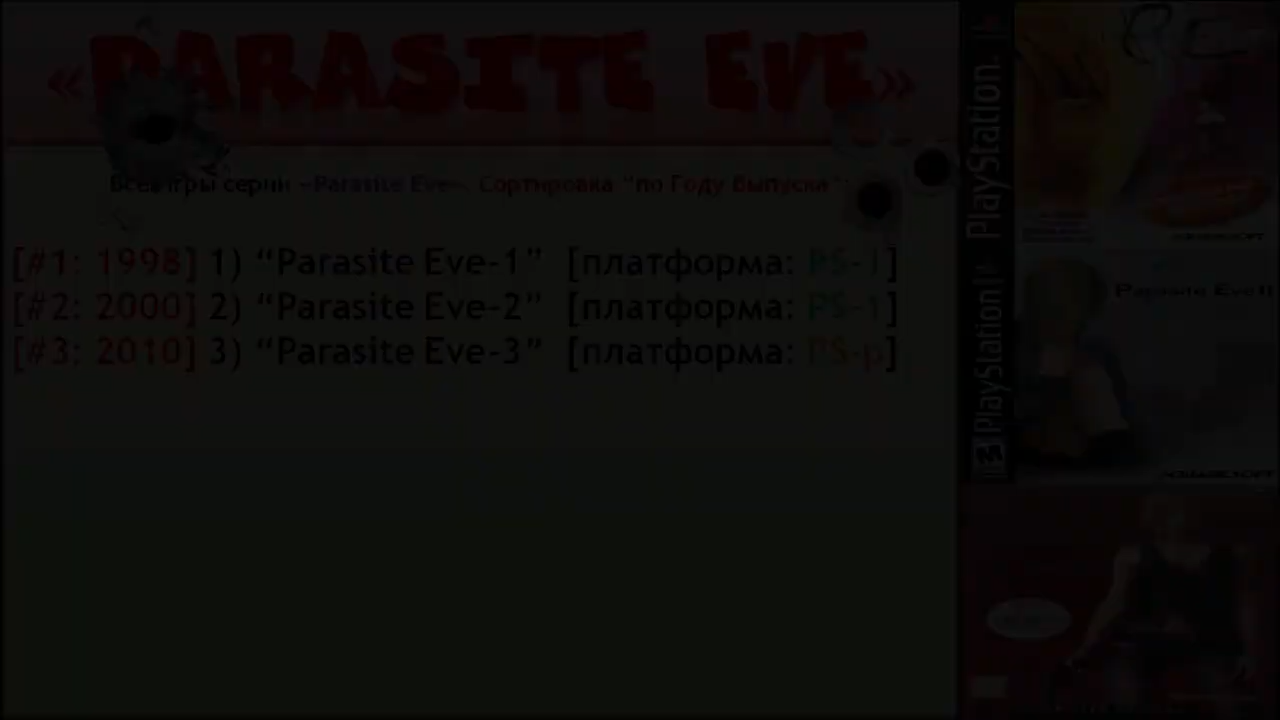 «PARASITE EVE»
Все игры серии «Parasite Eve». Сортировка "по Году выпуска":
[#1: 1998] 1) “Parasite Eve-1” [платформа: PS-1]
[#2: 2000] 2) “Parasite Eve-2” [платформа: PS-1]
[#3: 2010] 3) “Parasite Eve-3” [платформа: PS-p]
PlayStation
PlayStation
Parasite Eve II
SQUARESOFT
SQUARESOFT